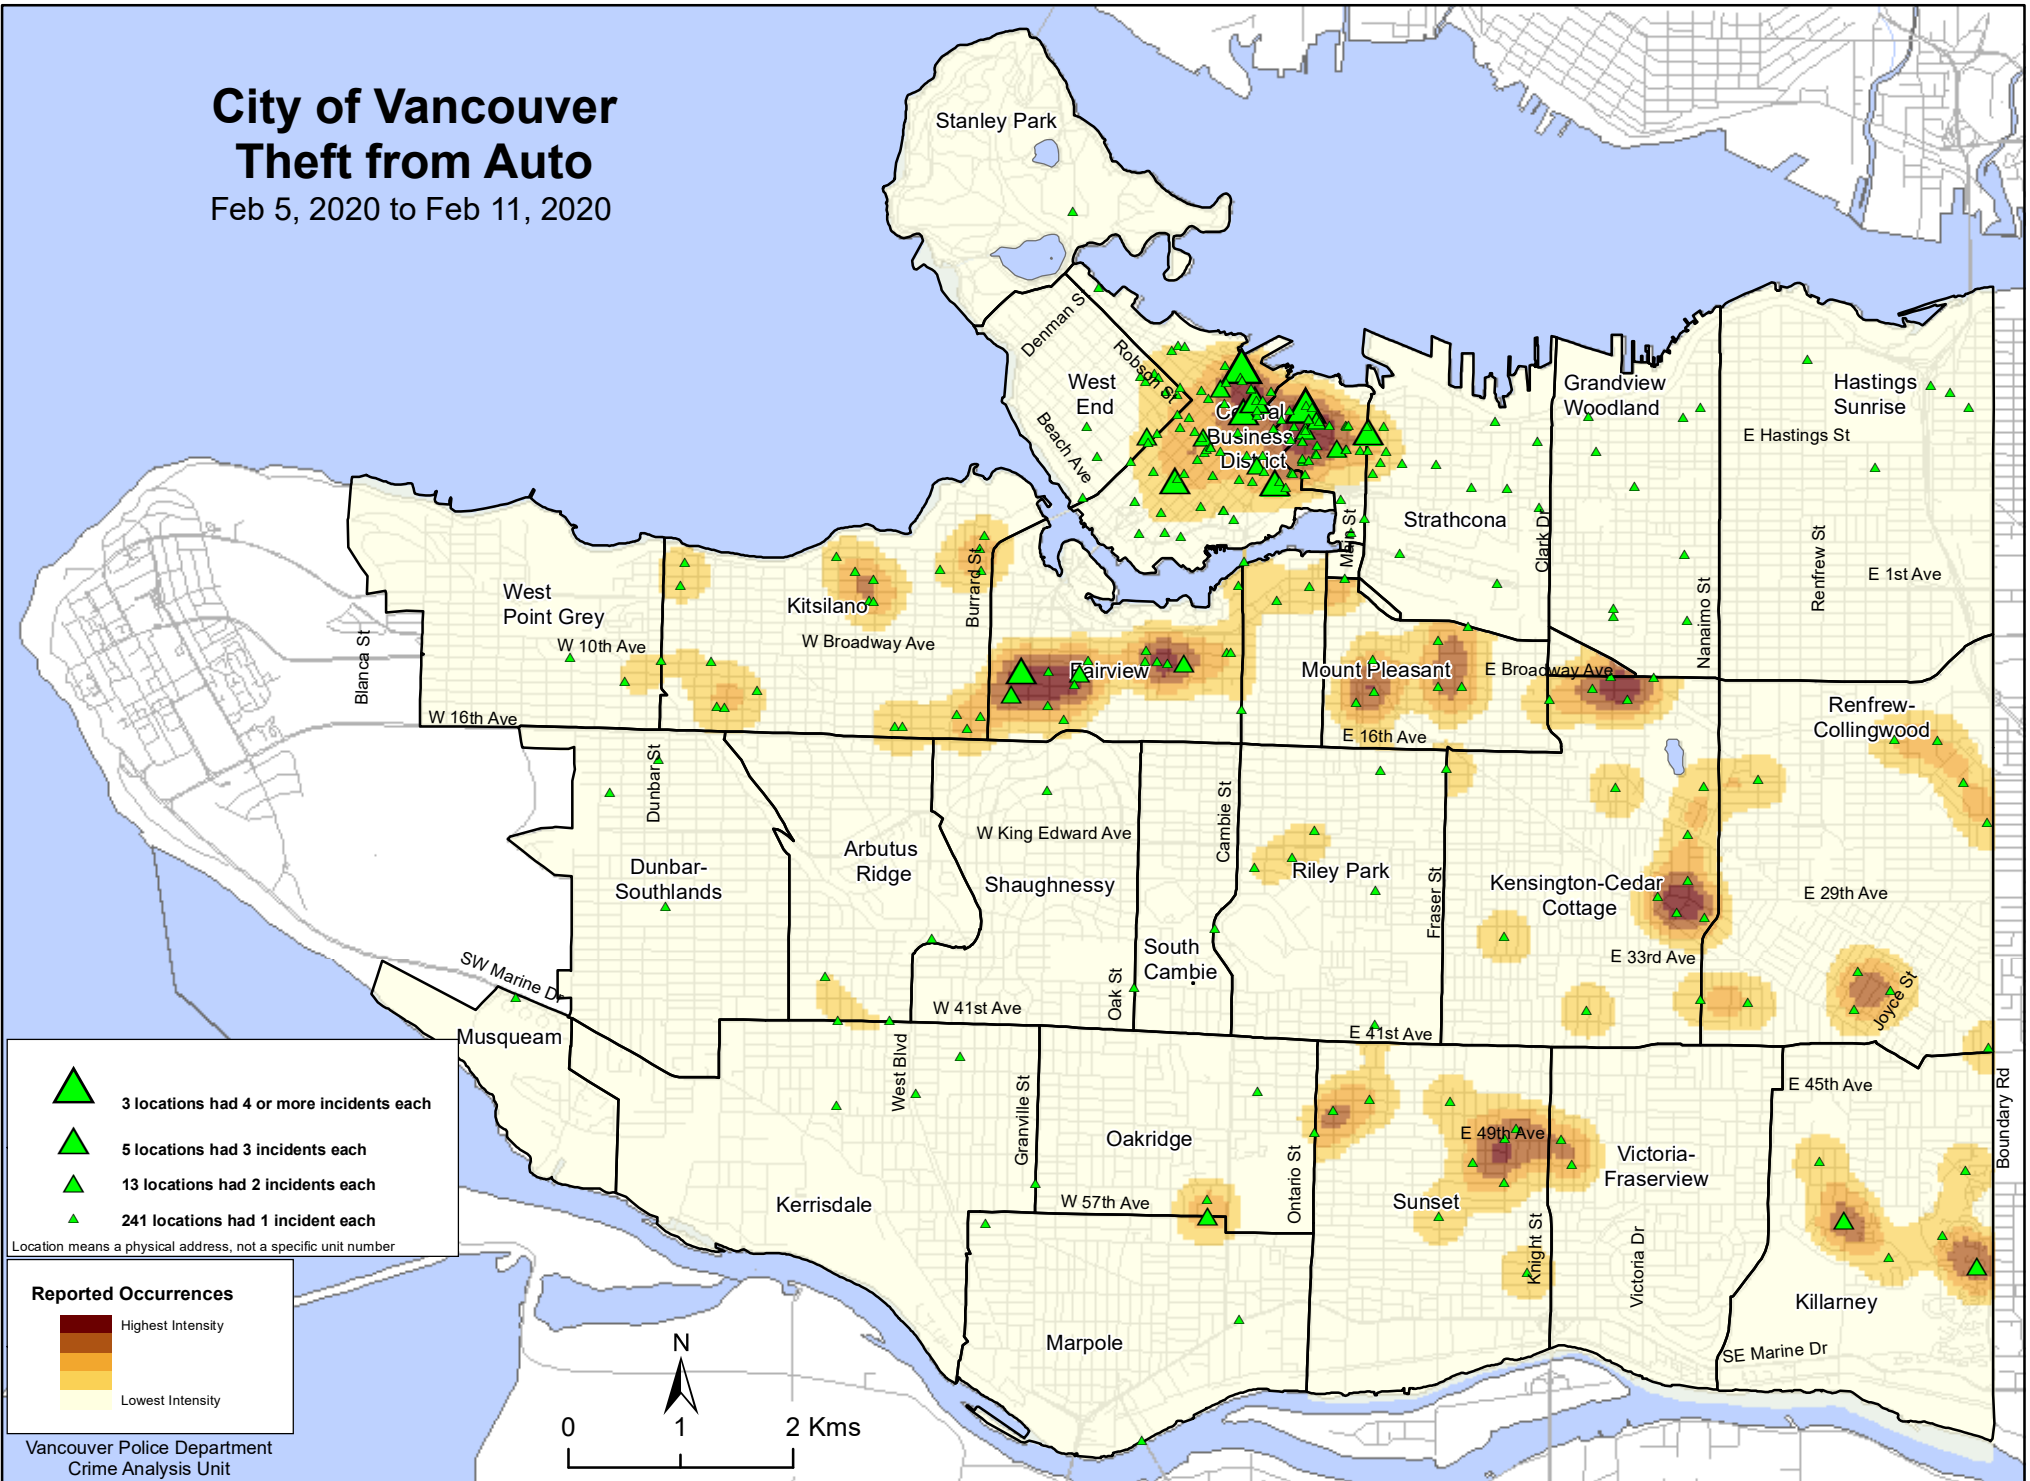 City of Vancouver
Theft from Auto
Feb 5, 2020 to Feb 11, 2020
Stanley Park
Denman S
Robson St
West
End
Beach Ave
Central
Business
District
Grandview
Woodland
Hastings
Sunrise
E Hastings St
Strathcona
Main St
Clark Dr
Nanaimo St
Renfrew St
E 1st Ave
West
Point Grey
Blanca St
W 10th Ave
W 16th Ave
Kitsilano
W Broadway Ave
Burrard St
Fairview
Mount Pleasant
E Broadway Ave
E 16th Ave
Renfrew-
Collingwood
Dunbar St
Dunbar-
Southlands
Arbutus
Ridge
W King Edward Ave
Shaughnessy
Cambie St
South
Cambie
Oak St
W 41st Ave
Riley Park
Fraser St
Kensington-Cedar
Cottage
E 29th Ave
E 33rd Ave
Joyce St
E 41st Ave
SW Marine Dr
Musqueam
West Blvd
Granville St
Kerrisdale
Oakridge
W 57th Ave
Ontario St
E 49th Ave
Sunset
Knight St
Victoria-
Fraserview
Victoria Dr
E 45th Ave
Boundary Rd
Killarney
SE Marine Dr
Marpole
3 locations had 4 or more incidents each
5 locations had 3 incidents each
13 locations had 2 incidents each
241 locations had 1 incident each
Location means a physical address, not a specific unit number
Reported Occurrences
Highest Intensity
Lowest Intensity
Vancouver Police Department
Crime Analysis Unit
N
0 1 2 Kms